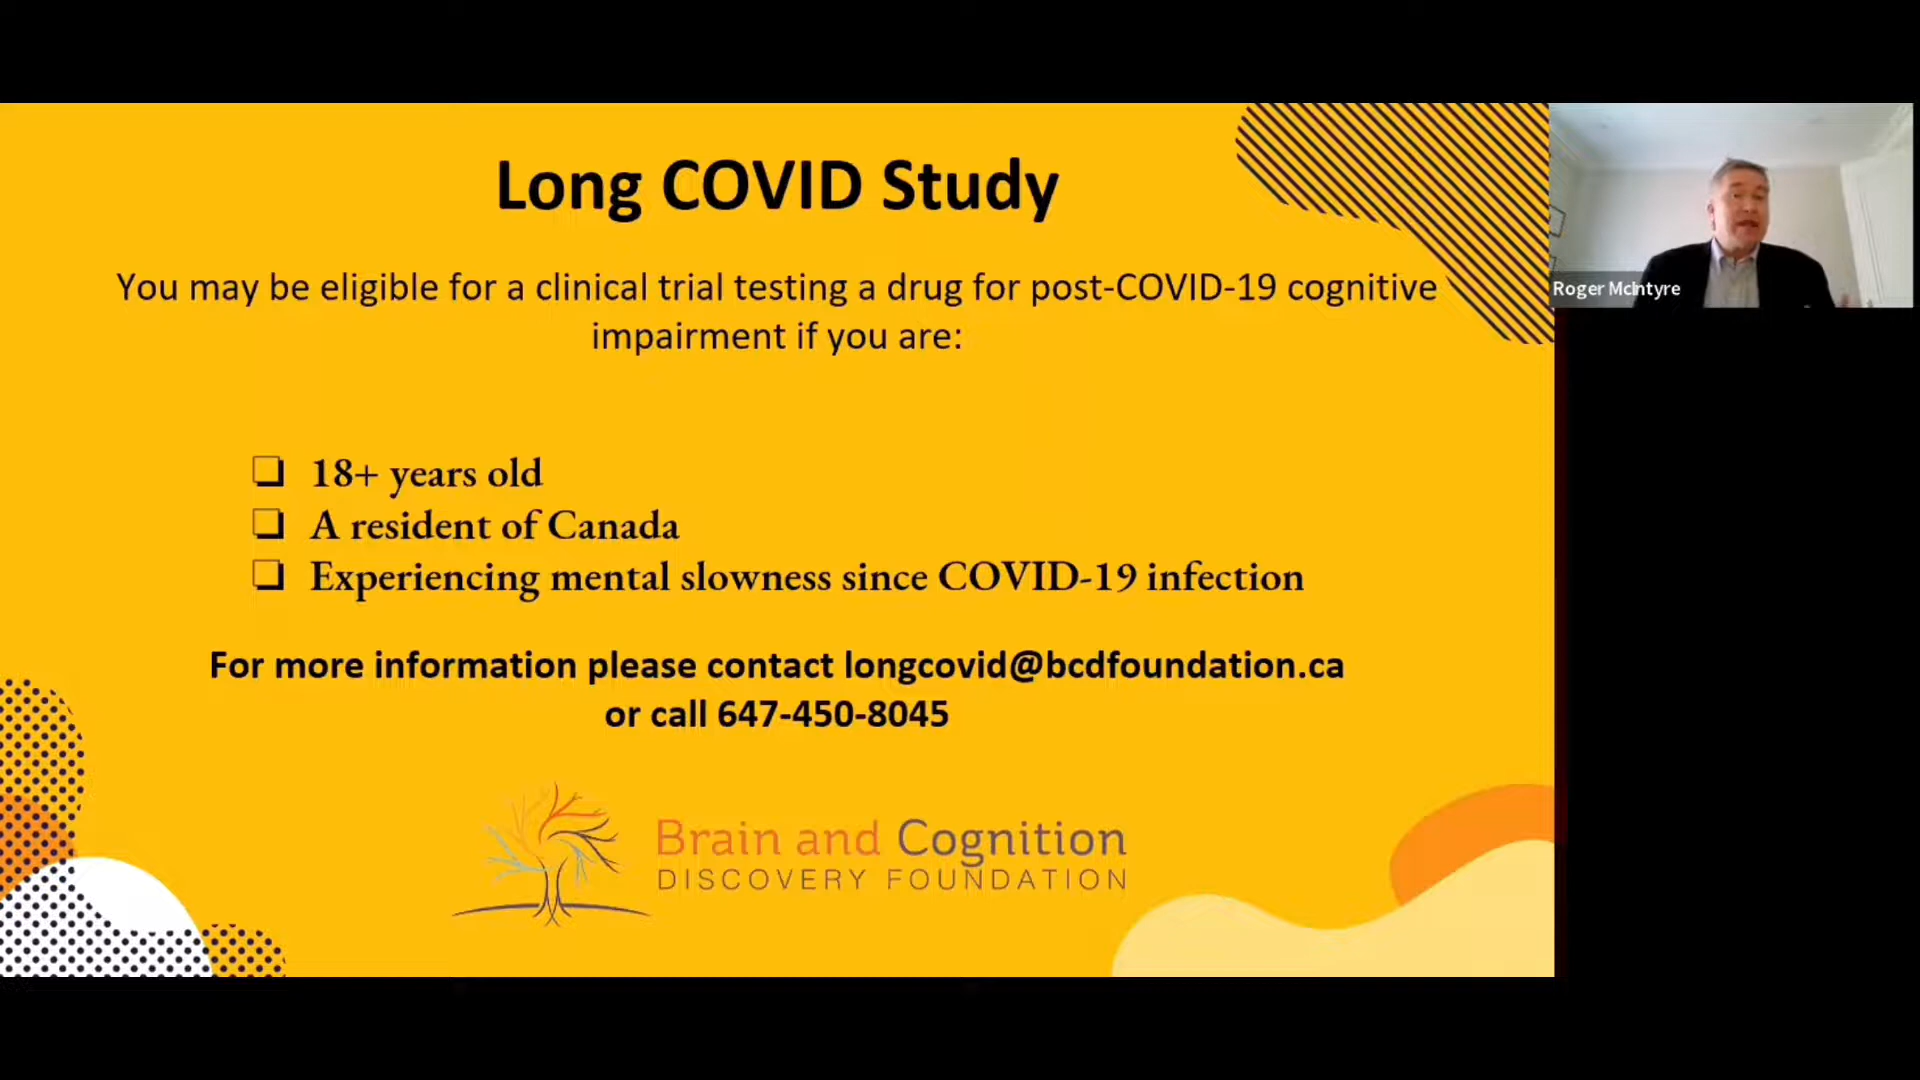 Long COVID Study
You may be eligible for a clinical trial testing a drug for post-COVID-19 cognitive
impairment if you are:
18+ years old
A resident of Canada
Experiencing mental slowness since COVID-19 infection
For more information please contact longcovid@bcdfoundation.ca
or call 647-450-8045
Brain and Cognition
DISCOVERY FOUNDATION
Roger McIntyre